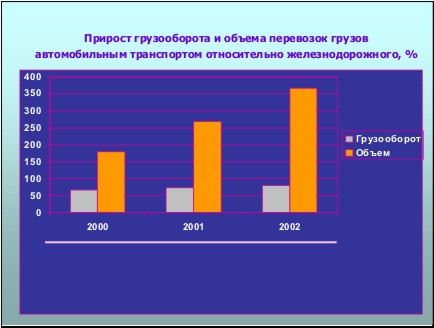 Прирост грузооборота и объема перевозок грузов
автомобильным транспортом относительно железнодорожного, %
400
350
300
250
200
150
100
50
0
2000 2001 2002
Грузооборот
Объем